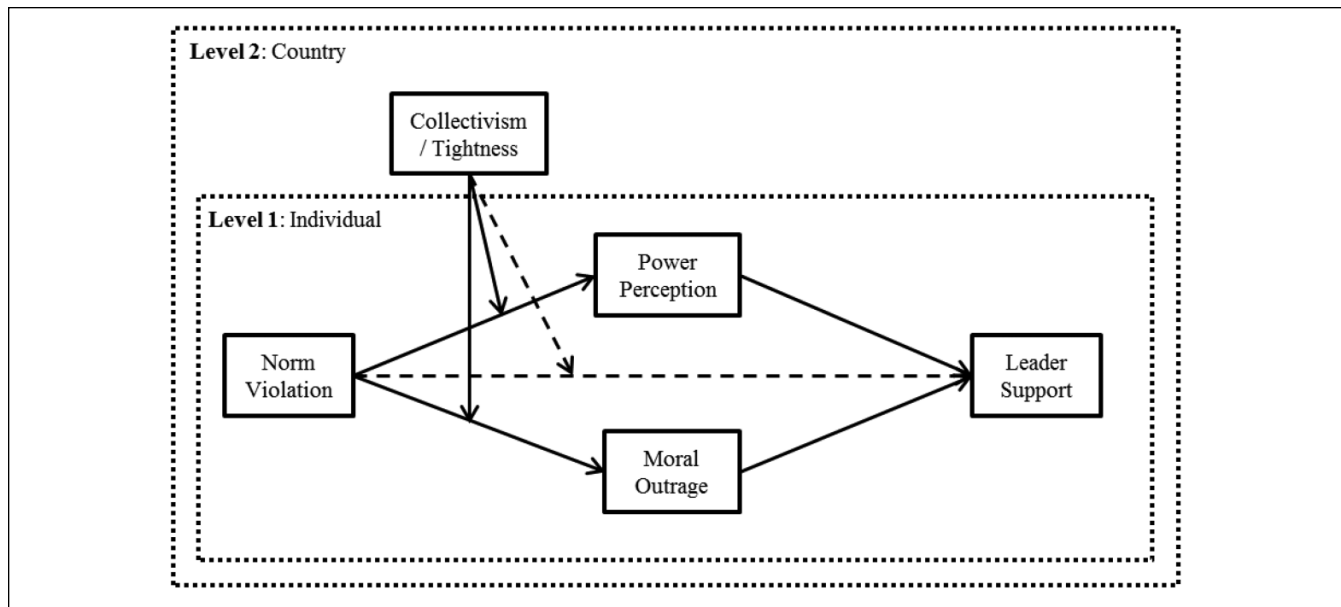 Level 2: Country
Collectivism
/ Tightness
Level 1: Individual
Power
Perception
Norm
Violation
Leader
Support
Moral
Outrage